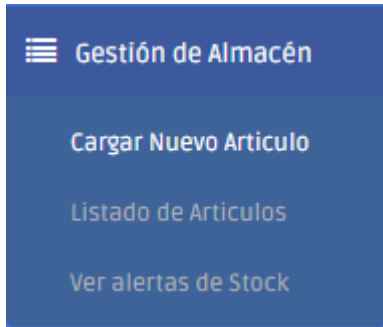 Gestión de Almacén
Cargar Nuevo Articulo
Listado de Articulos
Ver alertas de Stock